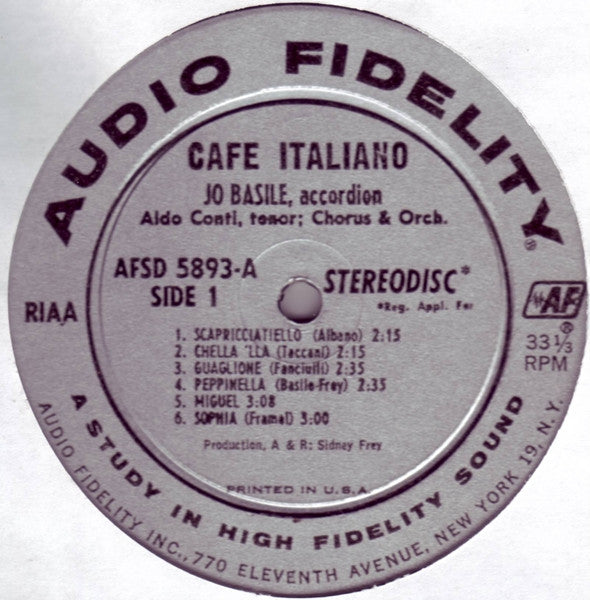 AUDIO FIDELITY®
CAFE ITALIANO
JO BASILE, accordion
Aldo Conti, tenor; Chorus & Orch.
AFSD 5893-A
SIDE 1
STEREODISC*
*Reg. Appl. For
RIAA
AF®
33 1/3
RPM
1. SCAPRICCIATIELLO (Albano) 2:15
2. CHELLA 'LLA (Taccani) 2:15
3. GUAGLIONE (Fanciulli) 2:35
4. PEPPINELLA (Basile-Frey) 2:35
5. MIGUEL 3:08
6. SOPHIA (Framal) 3:00
Production, A & R: Sidney Frey
PRINTED IN U.S.A.
A STUDY IN HIGH FIDELITY SOUND
AUDIO FIDELITY INC., 770 ELEVENTH AVENUE, NEW YORK 19, N.Y.